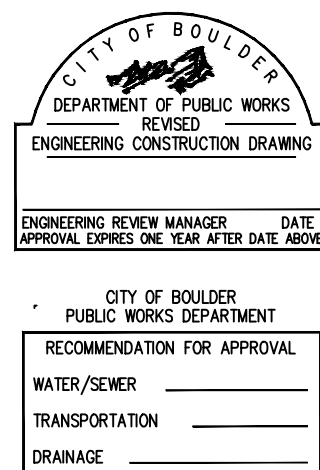 CITY OF BOULDER
DEPARTMENT OF PUBLIC WORKS
REVISED
ENGINEERING CONSTRUCTION DRAWING
ENGINEERING REVIEW MANAGER DATE
APPROVAL EXPIRES ONE YEAR AFTER DATE ABOVE
CITY OF BOULDER
PUBLIC WORKS DEPARTMENT
RECOMMENDATION FOR APPROVAL
WATER/SEWER
TRANSPORTATION
DRAINAGE